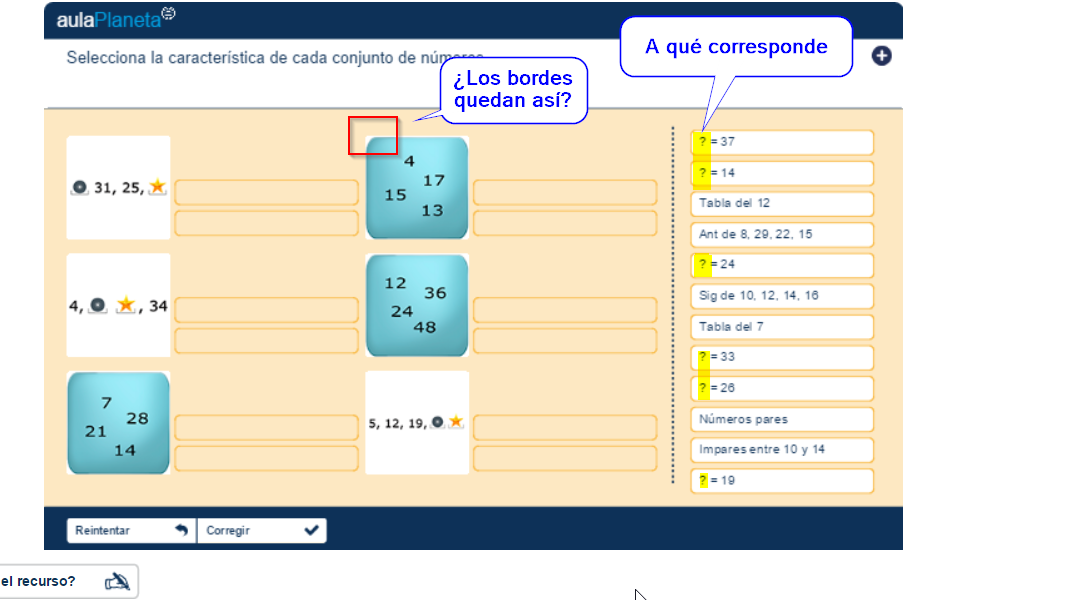 aulaPlaneta
A qué corresponde
Selecciona la característica de cada conjunto de números
¿Los bordes
quedan así?
31, 25,
4
17
15
13
4, , 34
12
36
24
48
7
28
21
14
5, 12, 19,
? = 37
? = 14
Tabla del 12
Ant de 8, 29, 22, 15
? = 24
Sig de 10, 12, 14, 16
Tabla del 7
? = 33
? = 26
Números pares
Impares entre 10 y 14
? = 19
Reintentar
Corregir
el recurso?